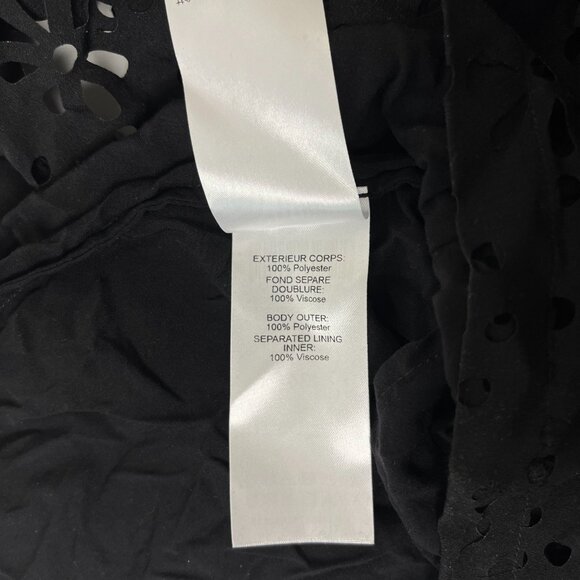 EXTERIEUR CORPS:
100% Polyester
FOND SEPARE
DOUBLURE:
100% Viscose
BODY OUTER:
100% Polyester
SEPARATED LINING
INNER:
100% Viscose